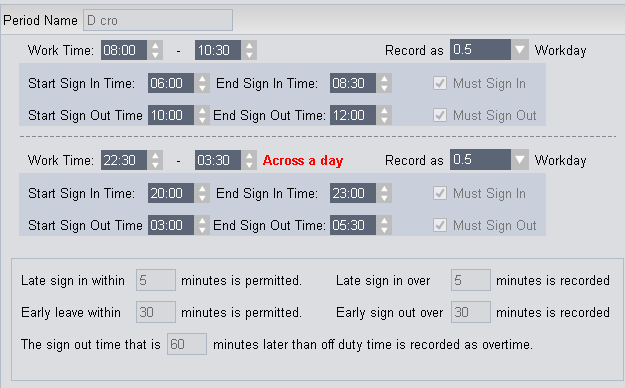 Period Name D cro
Work Time: 08:00 - 10:30 Record as 0.5 Workday
Start Sign In Time: 06:00 End Sign In Time: 08:30 Must Sign In
Start Sign Out Time 10:00 End Sign Out Time: 12:00 Must Sign Out
Work Time: 22:30 - 03:30 Across a day Record as 0.5 Workday
Start Sign In Time: 20:00 End Sign In Time: 23:00 Must Sign In
Start Sign Out Time 03:00 End Sign Out Time: 05:30 Must Sign Out
Late sign in within 5 minutes is permitted. Late sign in over 5 minutes is recorded
Early leave within 30 minutes is permitted. Early sign out over 30 minutes is recorded
The sign out time that is 60 minutes later than off duty time is recorded as overtime.